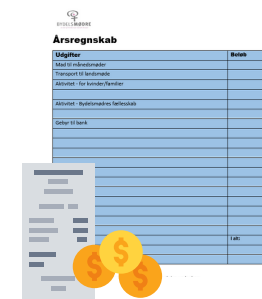 BYDELSMØDRE
Årsregnskab
Udgifter Beløb
Mad til månedsmøder
Transport til landsmøde
Aktivitet - for kvinder/familier
Aktivitet - Bydelsmødres fællesskab
Gebyr til bank
I alt:
$ $ $